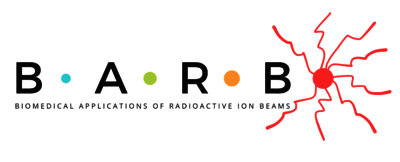 B • A • R • B
BIOMEDICAL APPLICATIONS OF RADIOACTIVE ION BEAMS